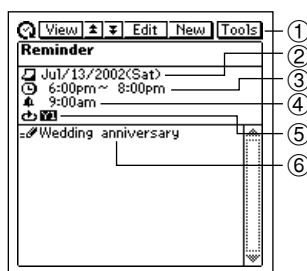 View Edit New Tools ①
Reminder ②
Jul/13/2002(Sat) ③
6:00pm~ 8:00pm ④
9:00am
Y1 ⑤
Wedding anniversary
⑥